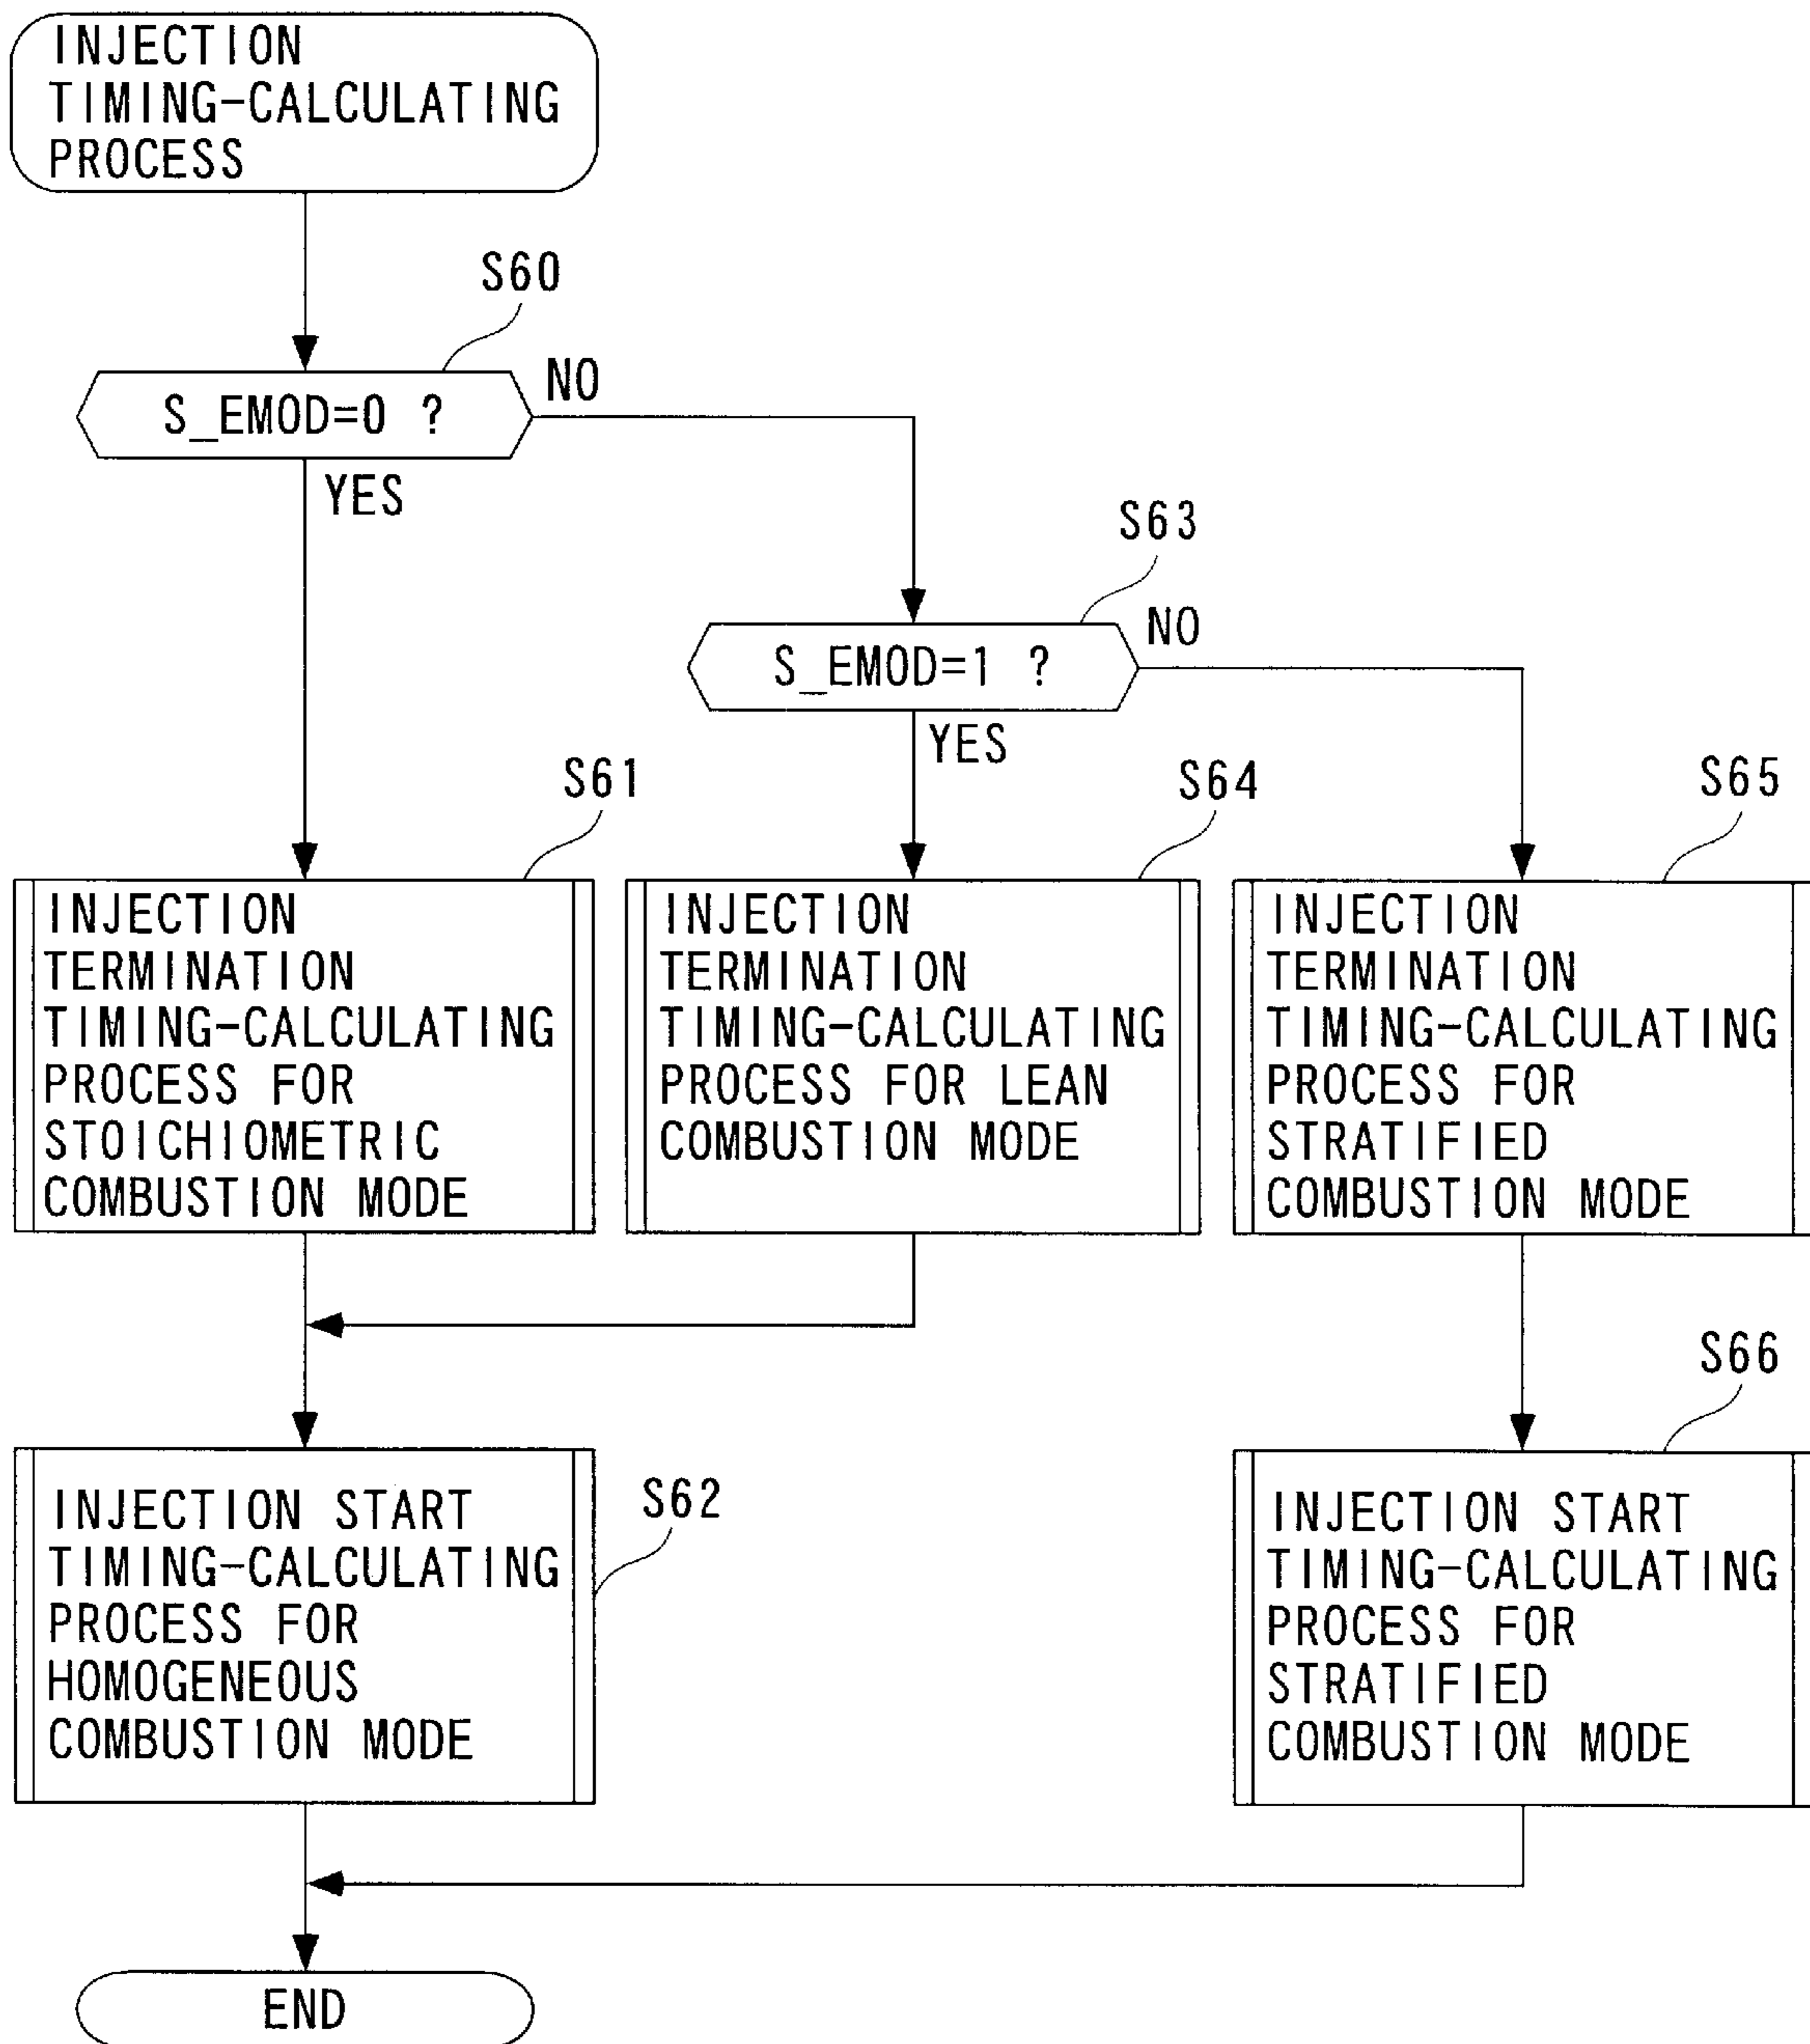 INJECTION
TIMING-CALCULATING
PROCESS
S60
S_EMOD=0 ?
NO
YES
S63
S_EMOD=1 ?
NO
YES
S61
INJECTION
TERMINATION
TIMING-CALCULATING
PROCESS FOR
STOICHIOMETRIC
COMBUSTION MODE
S64
INJECTION
TERMINATION
TIMING-CALCULATING
PROCESS FOR LEAN
COMBUSTION MODE
S65
INJECTION
TERMINATION
TIMING-CALCULATING
PROCESS FOR
STRATIFIED
COMBUSTION MODE
S62
INJECTION START
TIMING-CALCULATING
PROCESS FOR
HOMOGENEOUS
COMBUSTION MODE
S66
INJECTION START
TIMING-CALCULATING
PROCESS FOR
STRATIFIED
COMBUSTION MODE
END